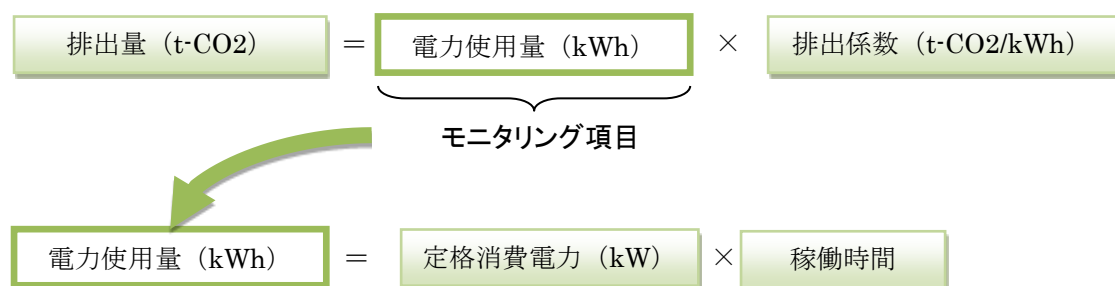 排出量（t-CO2） ＝ 電力使用量（kWh） × 排出係数（t-CO2/kWh）
モニタリング項目
電力使用量（kWh） ＝ 定格消費電力（kW） × 稼働時間